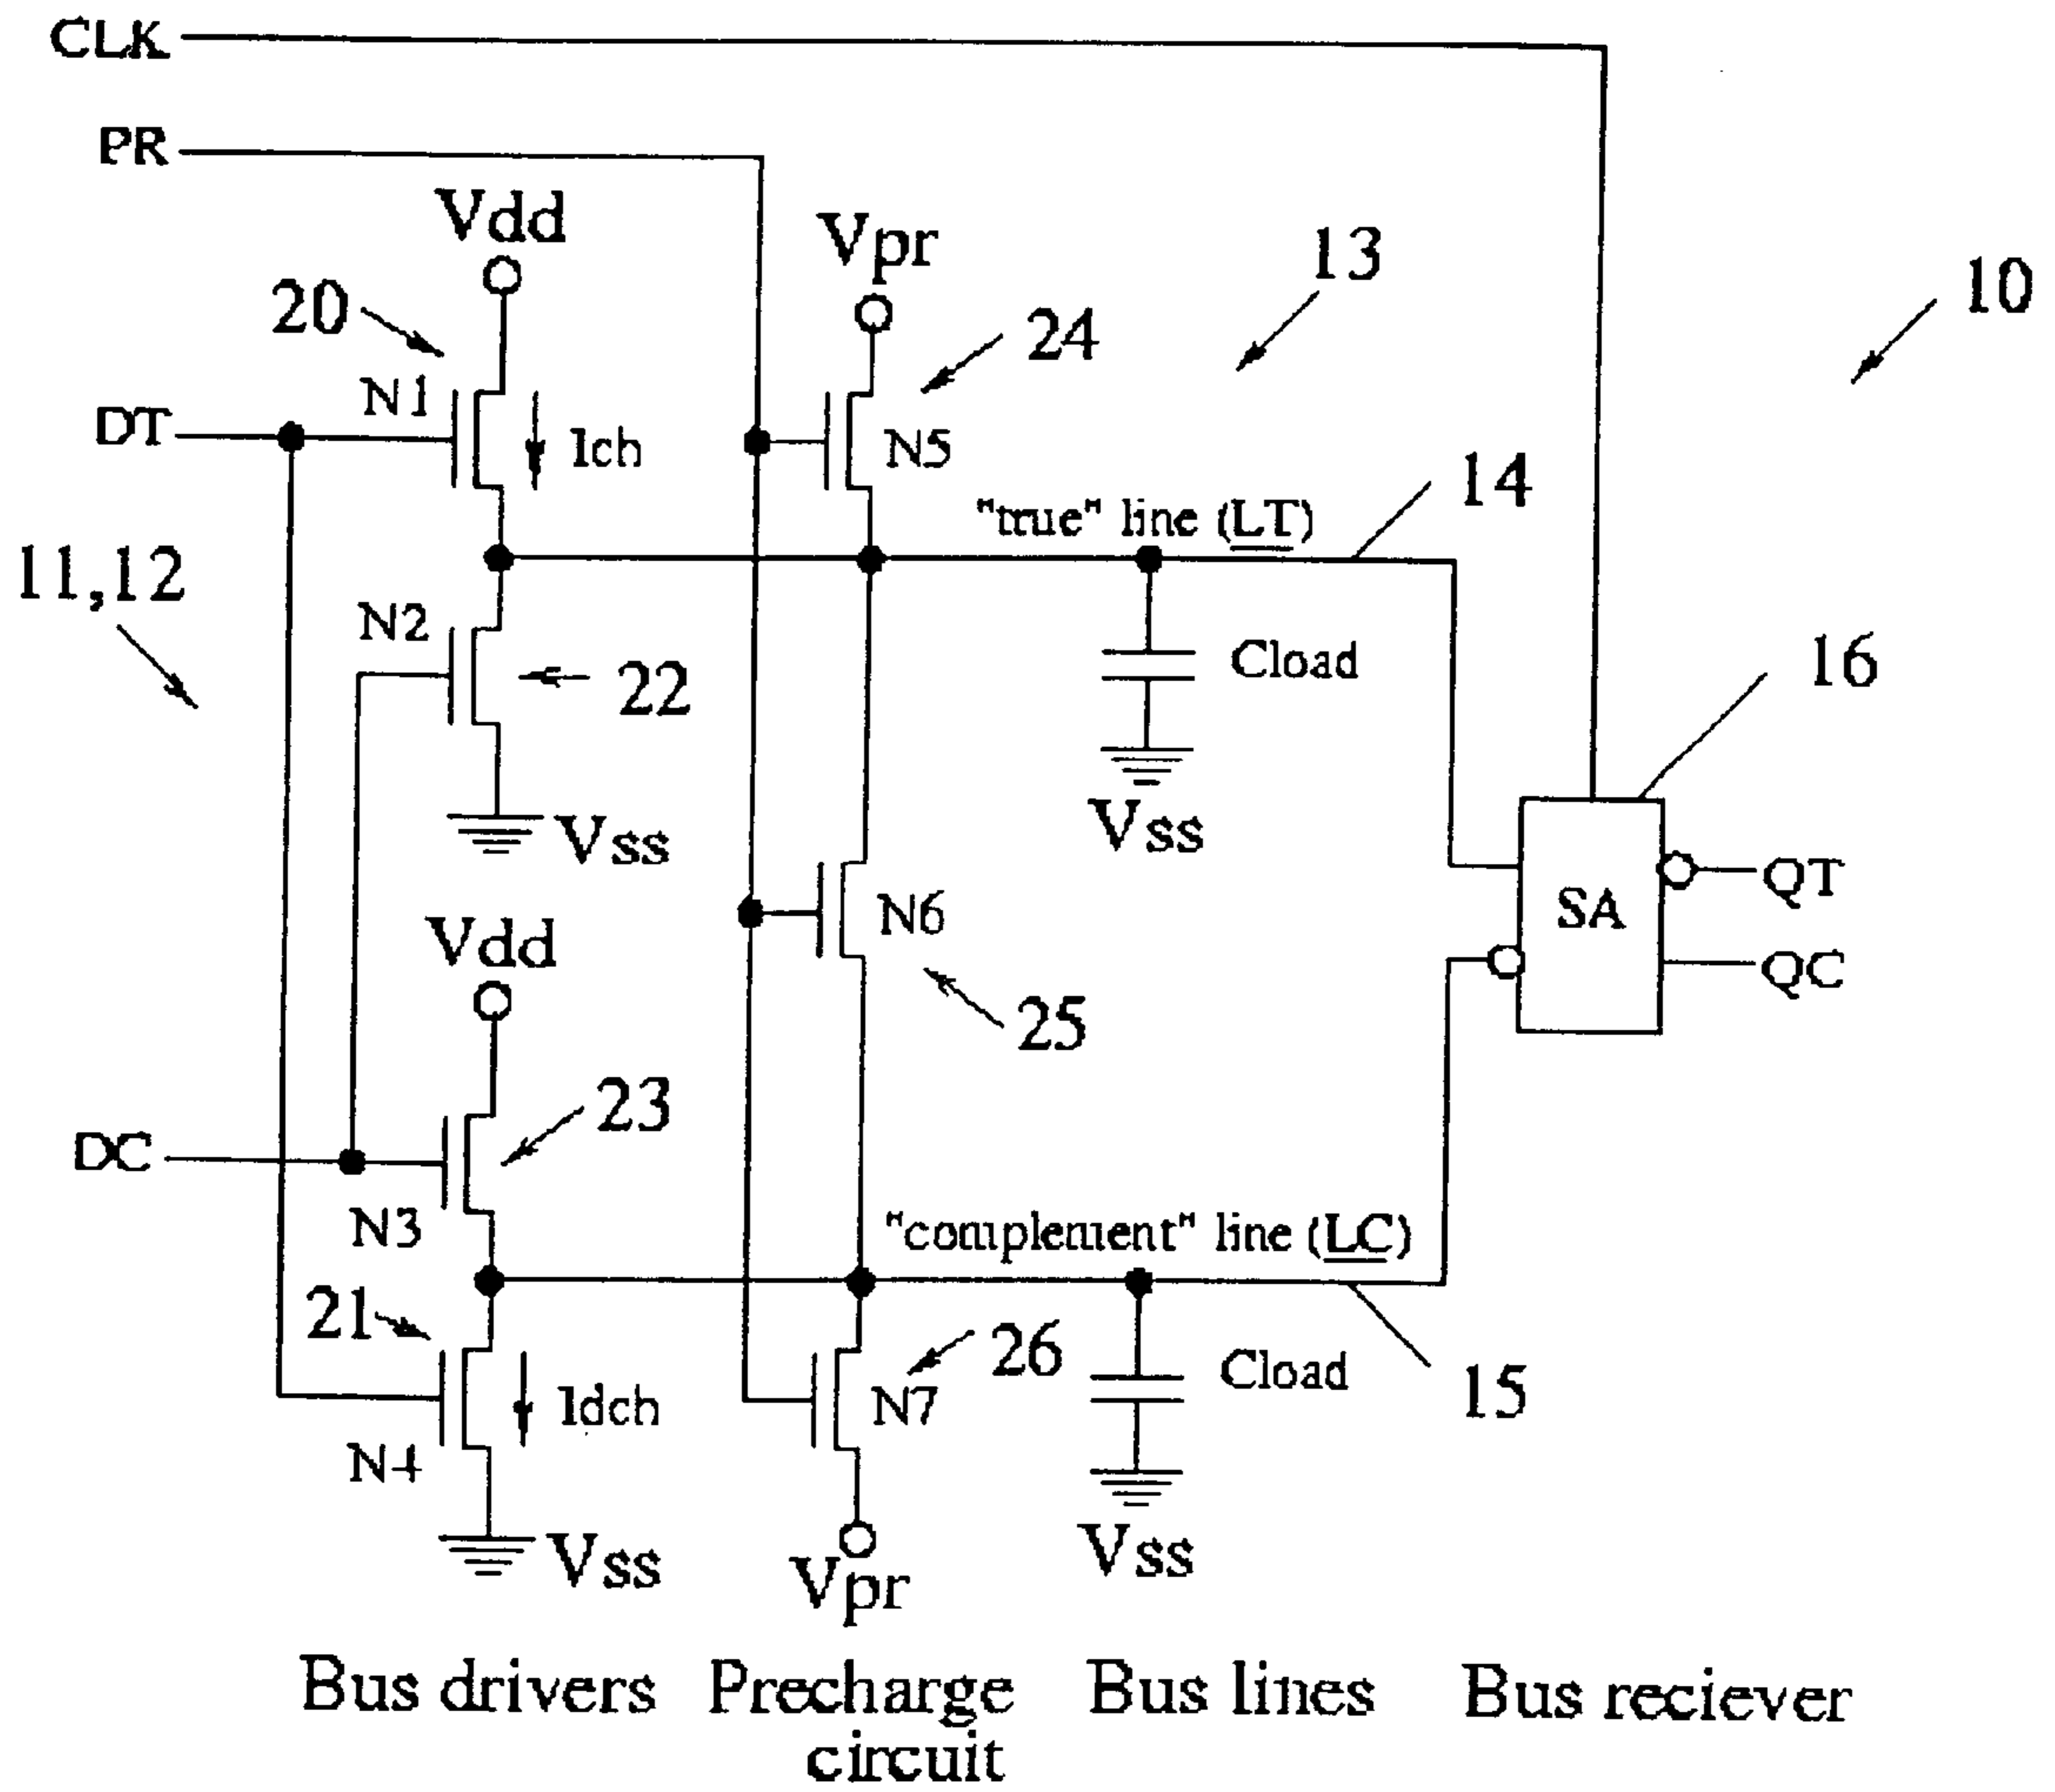 CLK
PR
Vdd
Vpr
13
10
20
24
N1
DT
Ich
N5
"true" line (LT)
14
11,12
N2
22
Cload
16
Vss
Vss
N6
SA
QT
QC
Vdd
25
23
DC
N3
"complement" line (LC)
21
26
Cload
15
Idch
N7
N4
Vss
Vpr
Vss
Bus drivers
Precharge
circuit
Bus lines
Bus reciever